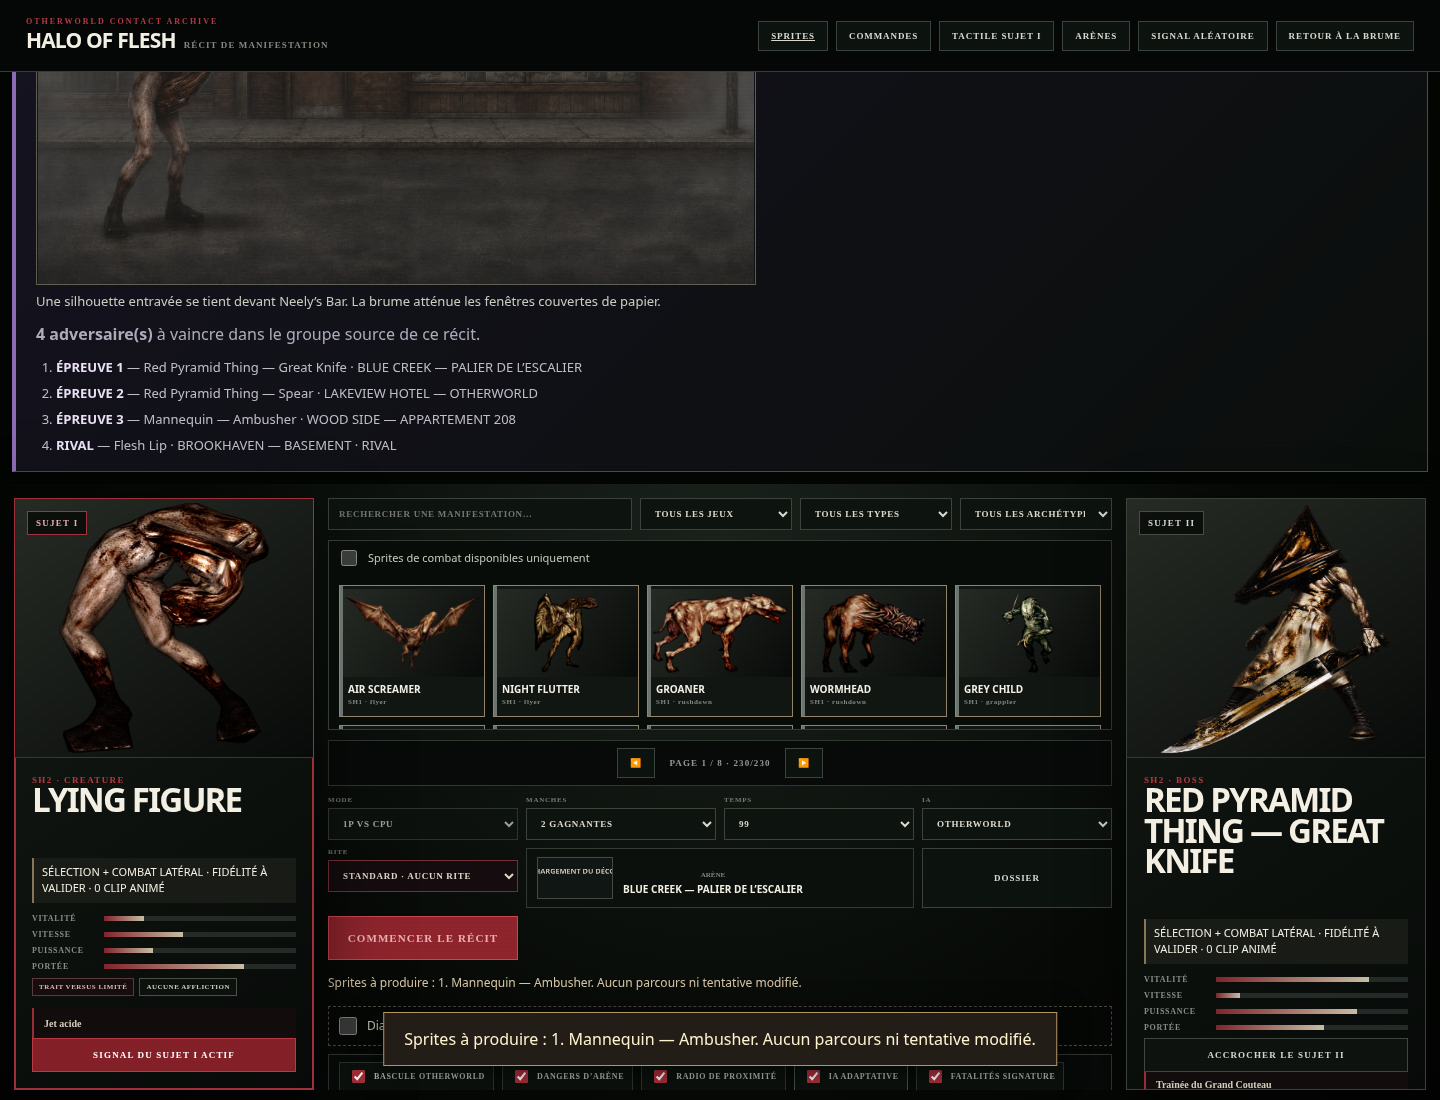 OTHERWORLD CONTACT ARCHIVE
HALO OF FLESH RÉCIT DE MANIFESTATION
SPRITES
COMMANDES
TACTILE SUJET I
ARÈNES
SIGNAL ALÉATOIRE
RETOUR À LA BRUME
Une silhouette entravée se tient devant Neely’s Bar. La brume atténue les fenêtres couvertes de papier.
4 adversaire(s) à vaincre dans le groupe source de ce récit.
1. ÉPREUVE 1 — Red Pyramid Thing — Great Knife · BLUE CREEK — PALIER DE L’ESCALIER
2. ÉPREUVE 2 — Red Pyramid Thing — Spear · LAKEVIEW HOTEL — OTHERWORLD
3. ÉPREUVE 3 — Mannequin — Ambusher · WOOD SIDE — APPARTEMENT 208
4. RIVAL — Flesh Lip · BROOKHAVEN — BASEMENT · RIVAL
SUJET I
SH2 · CREATURE
LYING FIGURE
SÉLECTION + COMBAT LATÉRAL · FIDÉLITÉ À
VALIDER · 0 CLIP ANIMÉ
VITALITÉ
VITESSE
PUISSANCE
PORTÉE
TRAIT VERSUS LIMITÉ
AUCUNE AFFLICTION
Jet acide
SIGNAL DU SUJET I ACTIF
RECHERCHER UNE MANIFESTATION...
TOUS LES JEUX
TOUS LES TYPES
TOUS LES ARCHÉTYPI
Sprites de combat disponibles uniquement
AIR SCREAMER
SH1 · flyer
NIGHT FLUTTER
SH1 · flyer
GROANER
SH1 · rushdown
WORMHEAD
SH1 · rushdown
GREY CHILD
SH1 · grappler
PAGE 1 / 8 · 230/230
MODE
1P VS CPU
MANCHES
2 GAGNANTES
TEMPS
99
IA
OTHERWORLD
RITE
STANDARD · AUCUN RITE
ARGEMENT DU DÉC
ARÈNE
BLUE CREEK — PALIER DE L’ESCALIER
DOSSIER
COMMENCER LE RÉCIT
Sprites à produire : 1. Mannequin — Ambusher. Aucun parcours ni tentative modifié.
Dia
Sprites à produire : 1. Mannequin — Ambusher. Aucun parcours ni tentative modifié.
BASCULE OTHERWORLD
DANGERS D’ARÈNE
RADIO DE PROXIMITÉ
IA ADAPTATIVE
FATALITÉS SIGNATURE
SUJET II
SH2 · BOSS
RED PYRAMID
THING — GREAT
KNIFE
SÉLECTION + COMBAT LATÉRAL · FIDÉLITÉ À
VALIDER · 0 CLIP ANIMÉ
VITALITÉ
VITESSE
PUISSANCE
PORTÉE
ACCROCHER LE SUJET II
Traînée du Grand Couteau